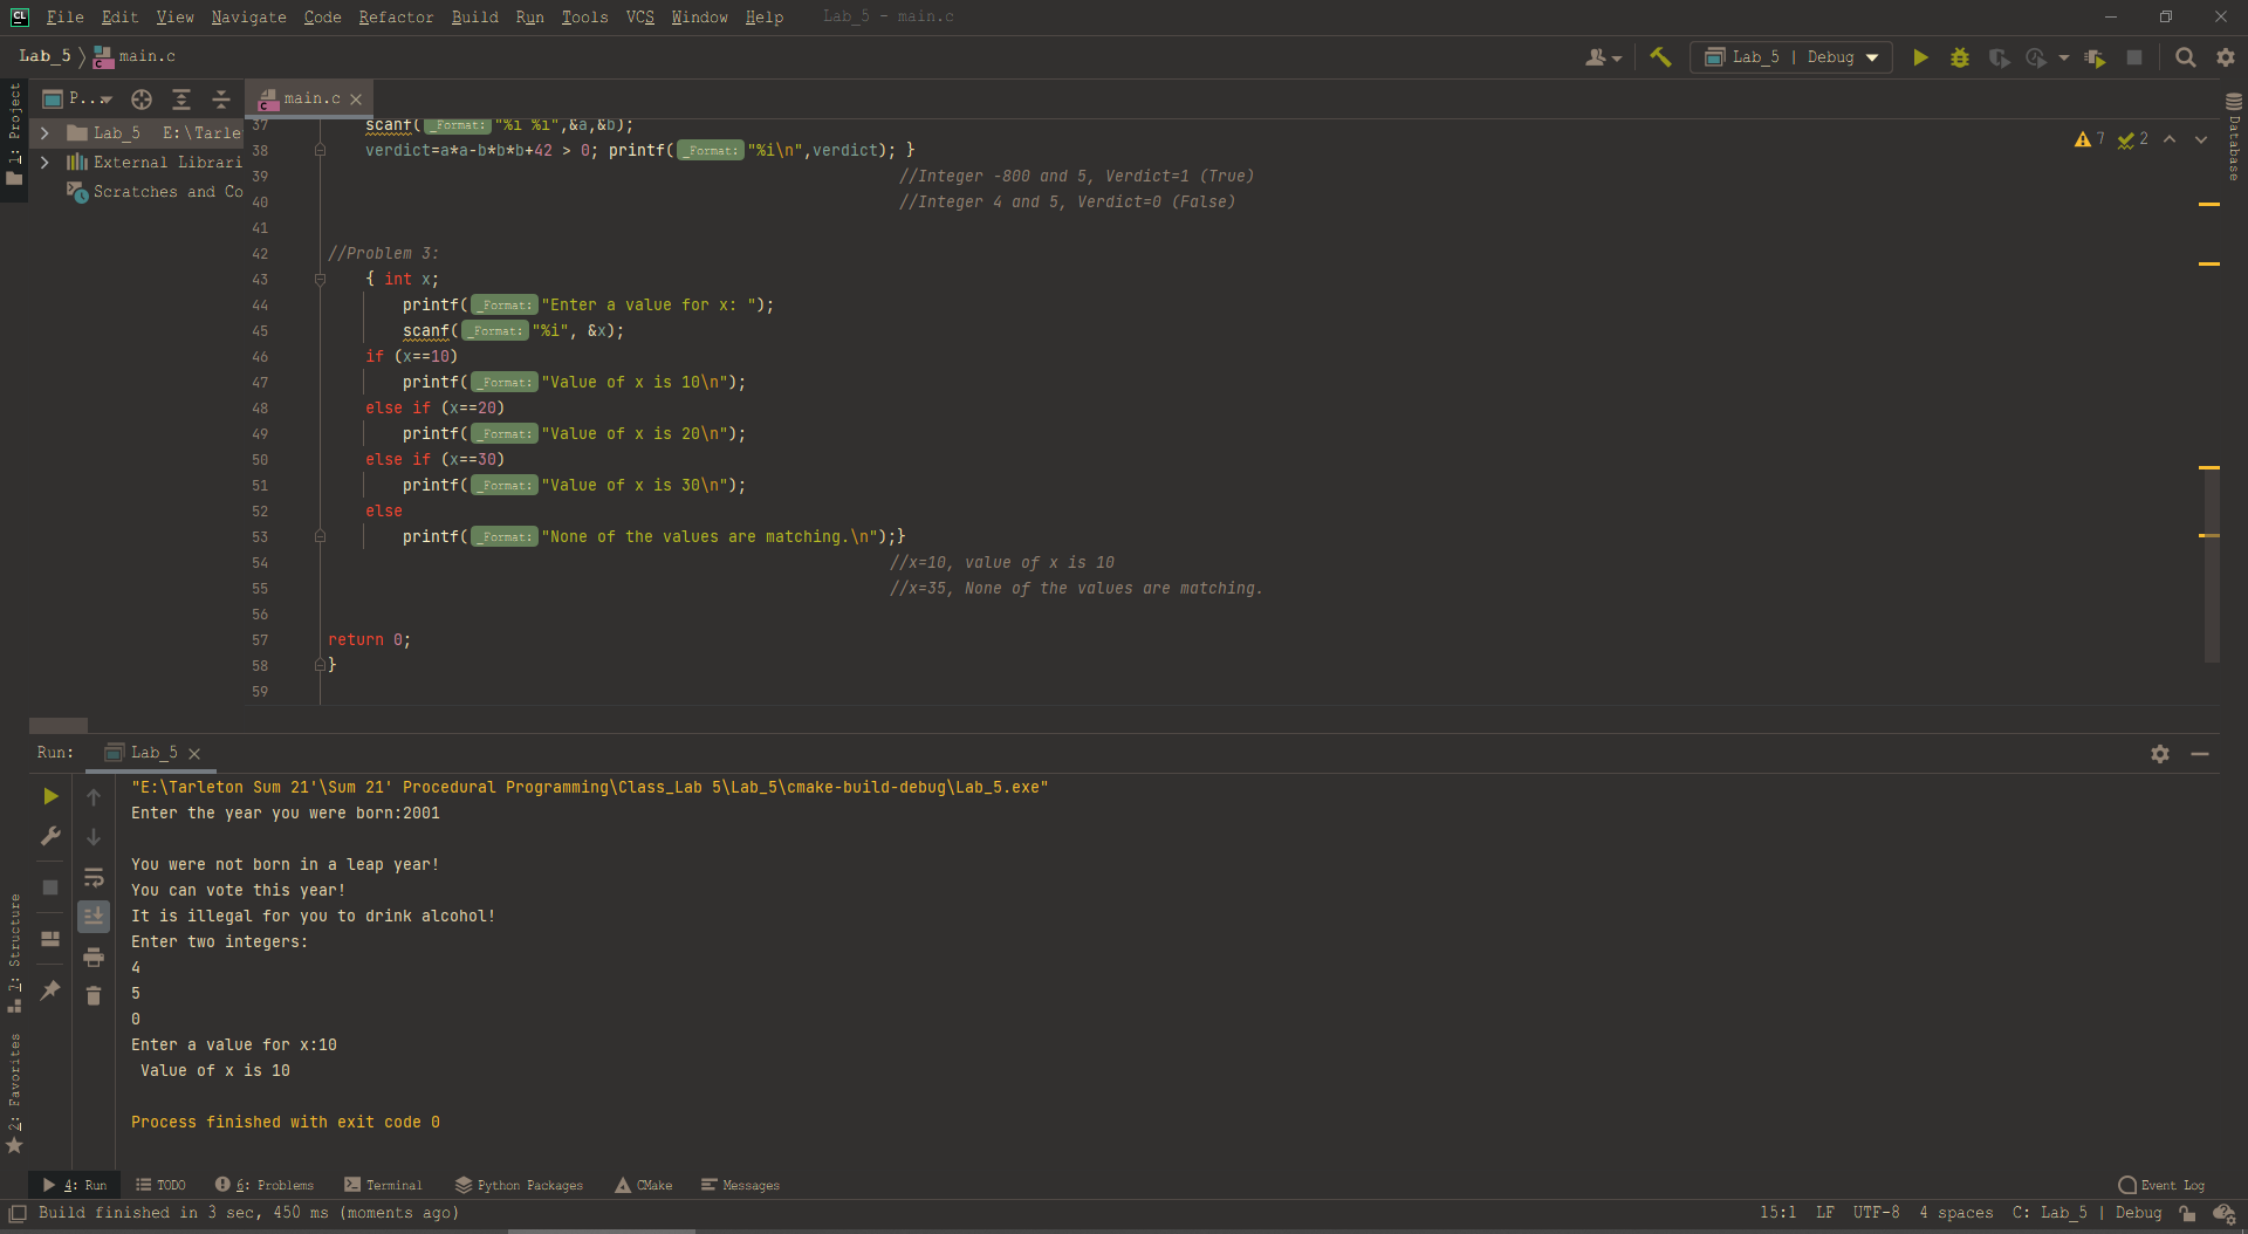 CL File Edit View Navigate Code Refactor Build Run Tools VCS Window Help Lab_5 - main.c
Lab_5 main.c Lab_5 | Debug
1: Project
P... main.c
Lab_5 E:\Tarle
External Librari
Scratches and Co
Database
7 2
37 scanf( _Format: "%i %i",&a,&b);
38 verdict=a*a-b*b*b+42 > 0; printf( _Format: "%i\n",verdict); }
39 //Integer -800 and 5, Verdict=1 (True)
40 //Integer 4 and 5, Verdict=0 (False)
41
42 //Problem 3:
43 { int x;
44 printf( _Format: "Enter a value for x: ");
45 scanf( _Format: "%i", &x);
46 if (x==10)
47 printf( _Format: "Value of x is 10\n");
48 else if (x==20)
49 printf( _Format: "Value of x is 20\n");
50 else if (x==30)
51 printf( _Format: "Value of x is 30\n");
52 else
53 printf( _Format: "None of the values are matching.\n");}
54 //x=10, value of x is 10
55 //x=35, None of the values are matching.
56
57 return 0;
58 }
59
Run: Lab_5
"E:\Tarleton Sum 21'\Sum 21' Procedural Programming\Class_Lab 5\Lab_5\cmake-build-debug\Lab_5.exe"
Enter the year you were born:2001
You were not born in a leap year!
You can vote this year!
It is illegal for you to drink alcohol!
Enter two integers:
4
5
0
Enter a value for x:10
Value of x is 10
Process finished with exit code 0
7: Structure
2: Favorites
4: Run TODO 6: Problems Terminal Python Packages CMake Messages Event Log
Build finished in 3 sec, 450 ms (moments ago) 15:1 LF UTF-8 4 spaces C: Lab_5 | Debug